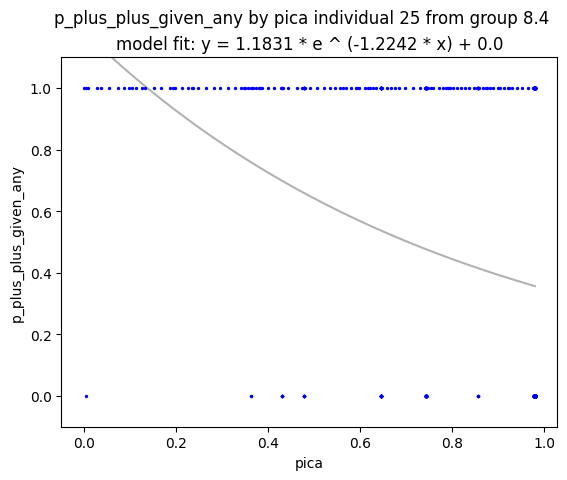 p_plus_plus_given_any by pica individual 25 from group 8.4
model fit: y = 1.1831 * e ^ (-1.2242 * x) + 0.0
p_plus_plus_given_any
1.0
0.8
0.6
0.4
0.2
0.0
0.0 0.2 0.4 0.6 0.8 1.0
pica